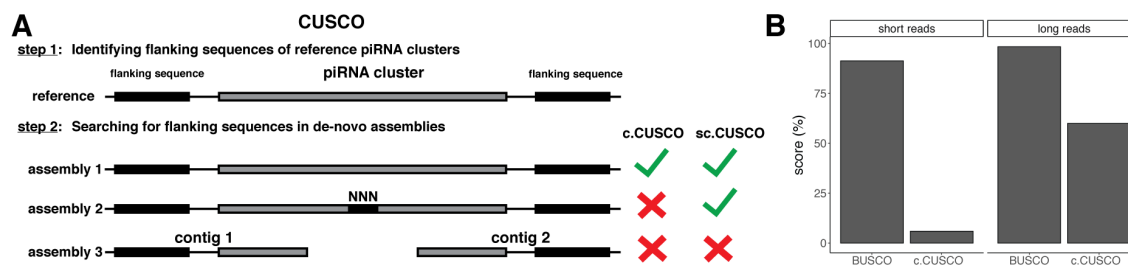 A
CUSCO
step 1: Identifying flanking sequences of reference piRNA clusters
flanking sequence piRNA cluster flanking sequence
reference
step 2: Searching for flanking sequences in de-novo assemblies
c.CUSCO sc.CUSCO
assembly 1
NNN
assembly 2
contig 1 contig 2
assembly 3
B
short reads long reads
100
75
50
25
0
score (%)
BUSCO c.CUSCO BUSCO c.CUSCO